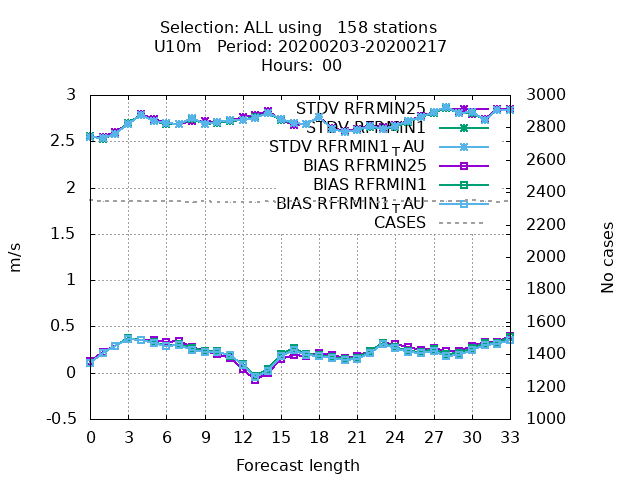 Selection: ALL using   158 stations
U10m   Period: 20200203-20200217
Hours:  00
3
2.5
2
1.5
1
0.5
0
-0.5
m/s
3000
2800
2600
2400
2200
2000
1800
1600
1400
1200
1000
No cases
STDV RFRMIN25
STDV RFRMIN1
STDV RFRMIN1TAU
BIAS RFRMIN25
BIAS RFRMIN1
BIAS RFRMIN1TAU
CASES
0 3 6 9 12 15 18 21 24 27 30 33
Forecast length